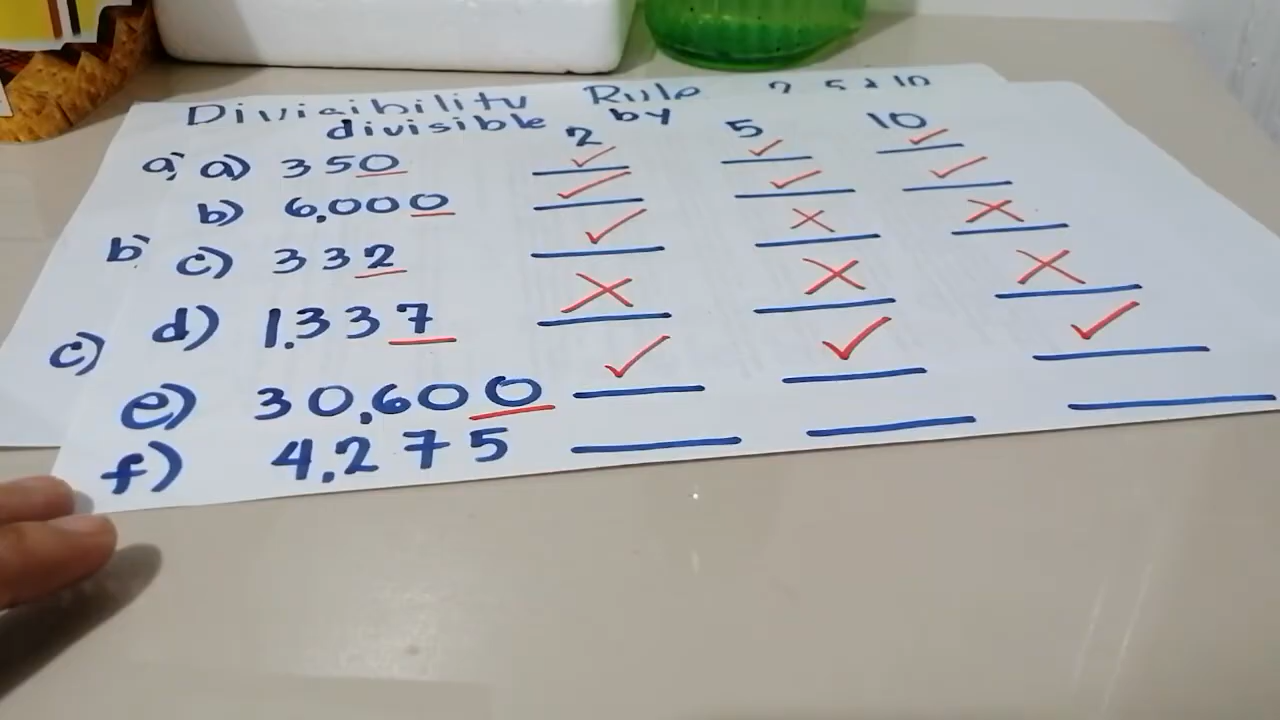 Divisibility Rule 2 5 & 10
divisible by 2 5 10
a) a) 350 ✓ ✓ ✓
b) 6,000 ✓ ✓ ✓
b) c) 332 ✓ ✗ ✗
d) 1,337 ✗ ✗ ✗
c)
e) 30,600 ✓ ✓ ✓
f) 4,275